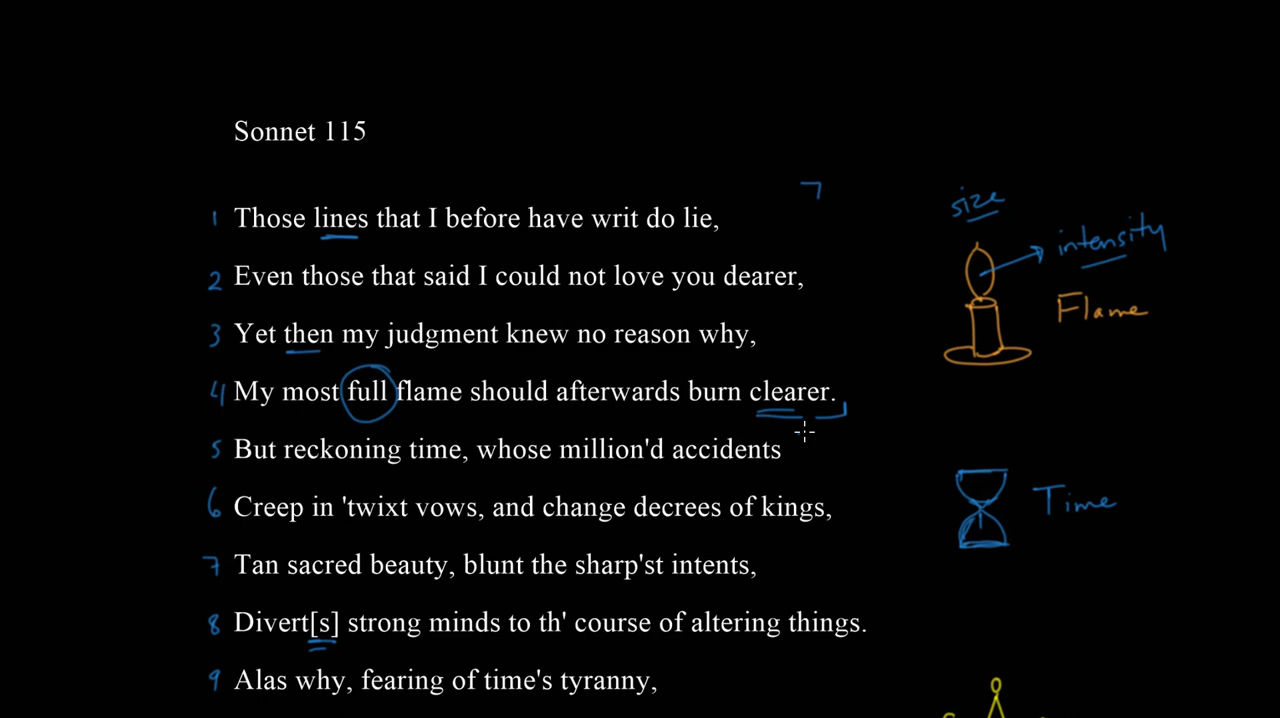 Sonnet 115
1 Those lines that I before have writ do lie,
2 Even those that said I could not love you dearer,
3 Yet then my judgment knew no reason why,
4 My most full flame should afterwards burn clearer.
5 But reckoning time, whose million'd accidents
6 Creep in 'twixt vows, and change decrees of kings,
7 Tan sacred beauty, blunt the sharp'st intents,
8 Divert[s] strong minds to th' course of altering things.
9 Alas why, fearing of time's tyranny,
size
intensity
Flame
Time